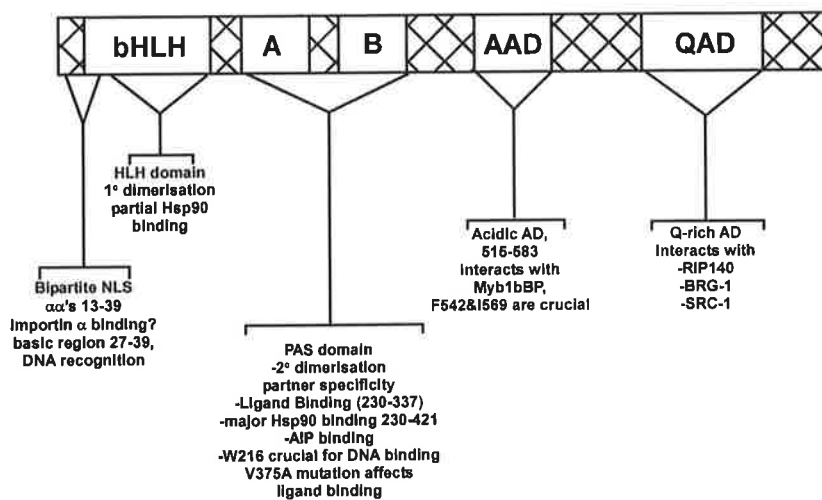 bHLH
A
B
AAD
QAD
HLH domain
1° dimerisation
partial Hsp90
binding
Bipartite NLS
αα's 13-39
importin α binding?
basic region 27-39,
DNA recognition
PAS domain
-2° dimerisation
partner specificity
-Ligand Binding (230-337)
-major Hsp90 binding 230-421
-AIP binding
-W216 crucial for DNA binding
V375A mutation affects
ligand binding
Acidic AD,
515-583
interacts with
Myb1bBP,
F542&I569 are crucial
Q-rich AD
Interacts with
-RIP140
-BRG-1
-SRC-1